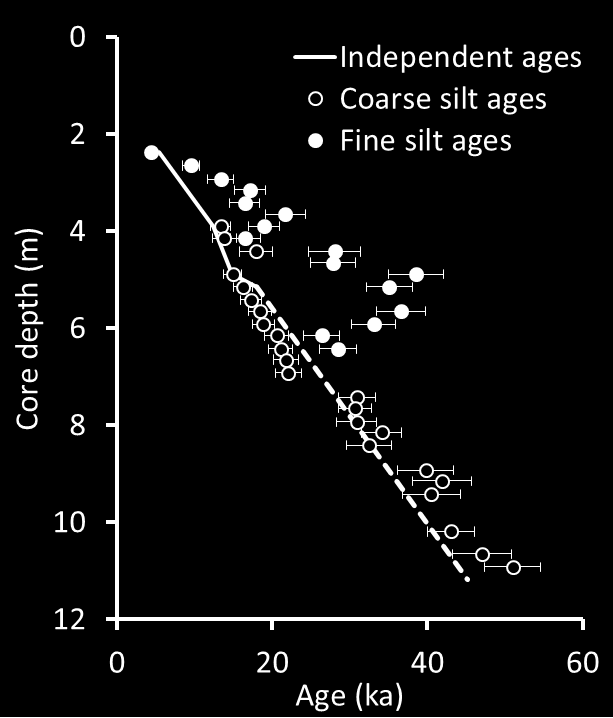 0
2
4
6
8
10
12
Core depth (m)
Independent ages
Coarse silt ages
Fine silt ages
0 20 40 60
Age (ka)